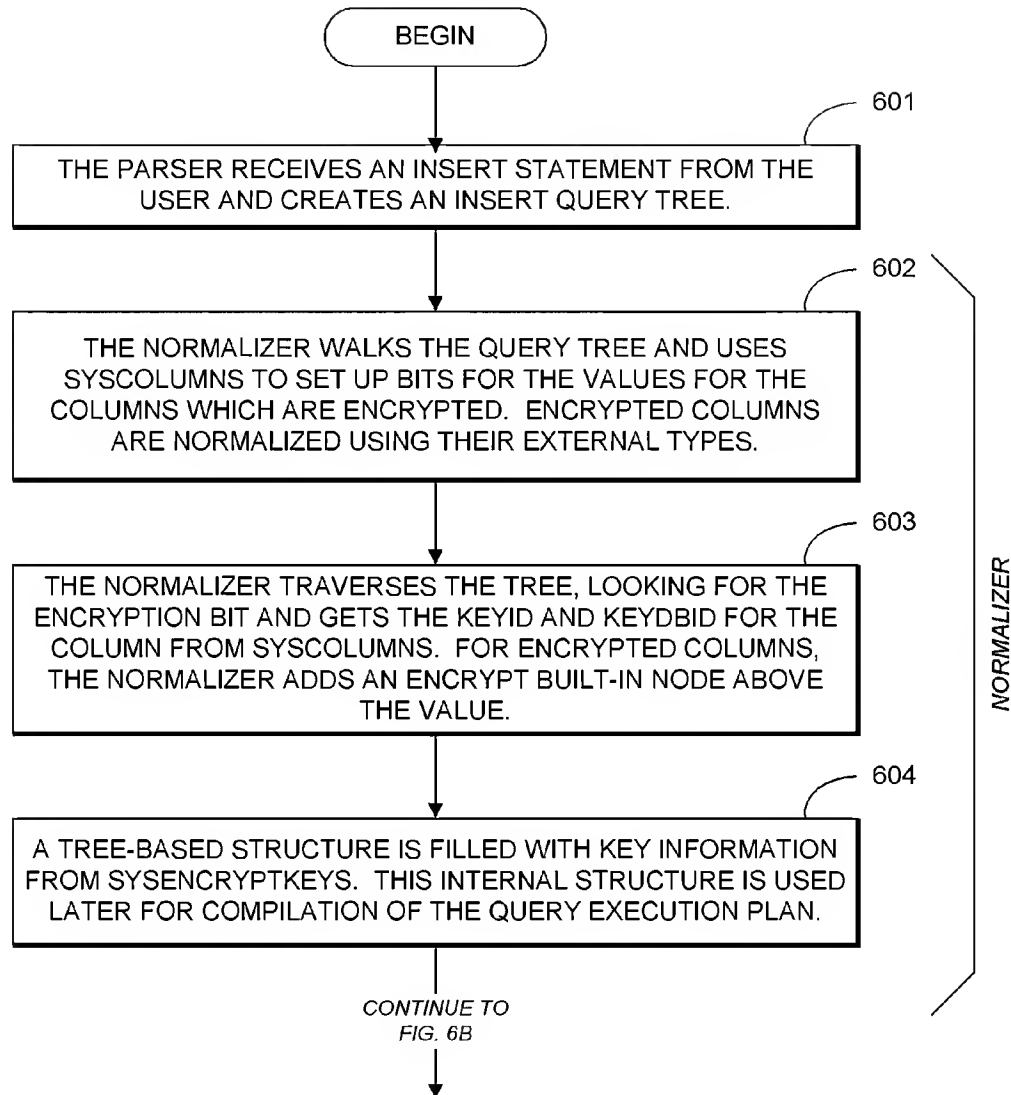 BEGIN
601
THE PARSER RECEIVES AN INSERT STATEMENT FROM THE
USER AND CREATES AN INSERT QUERY TREE.
602
THE NORMALIZER WALKS THE QUERY TREE AND USES
SYSCOLUMNS TO SET UP BITS FOR THE VALUES FOR THE
COLUMNS WHICH ARE ENCRYPTED. ENCRYPTED COLUMNS
ARE NORMALIZED USING THEIR EXTERNAL TYPES.
603
THE NORMALIZER TRAVERSES THE TREE, LOOKING FOR THE
ENCRYPTION BIT AND GETS THE KEYID AND KEYDBID FOR THE
COLUMN FROM SYSCOLUMNS. FOR ENCRYPTED COLUMNS,
THE NORMALIZER ADDS AN ENCRYPT BUILT-IN NODE ABOVE
THE VALUE.
NORMALIZER
604
A TREE-BASED STRUCTURE IS FILLED WITH KEY INFORMATION
FROM SYSENCRYPTKEYS. THIS INTERNAL STRUCTURE IS USED
LATER FOR COMPILATION OF THE QUERY EXECUTION PLAN.
CONTINUE TO
FIG. 6B